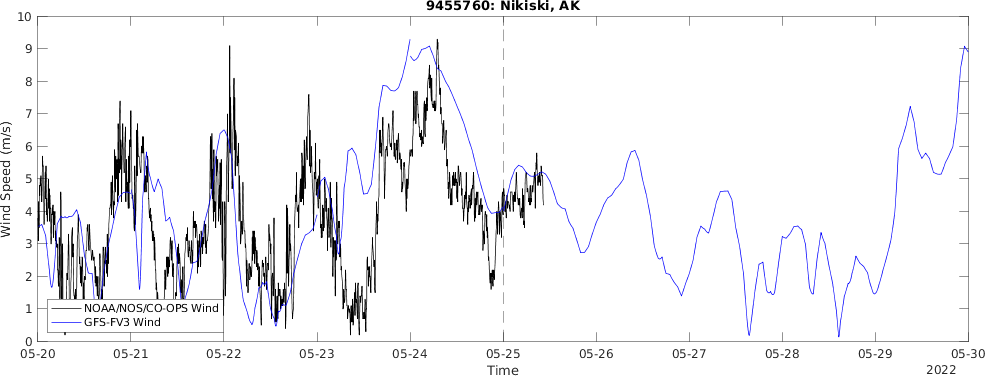 9455760: Nikiski, AK
Wind Speed (m/s)
10
9
8
7
6
5
4
3
2
1
0
NOAA/NOS/CO-OPS Wind
GFS-FV3 Wind
05-20 05-21 05-22 05-23 05-24 05-25 05-26 05-27 05-28 05-29 05-30
Time
2022